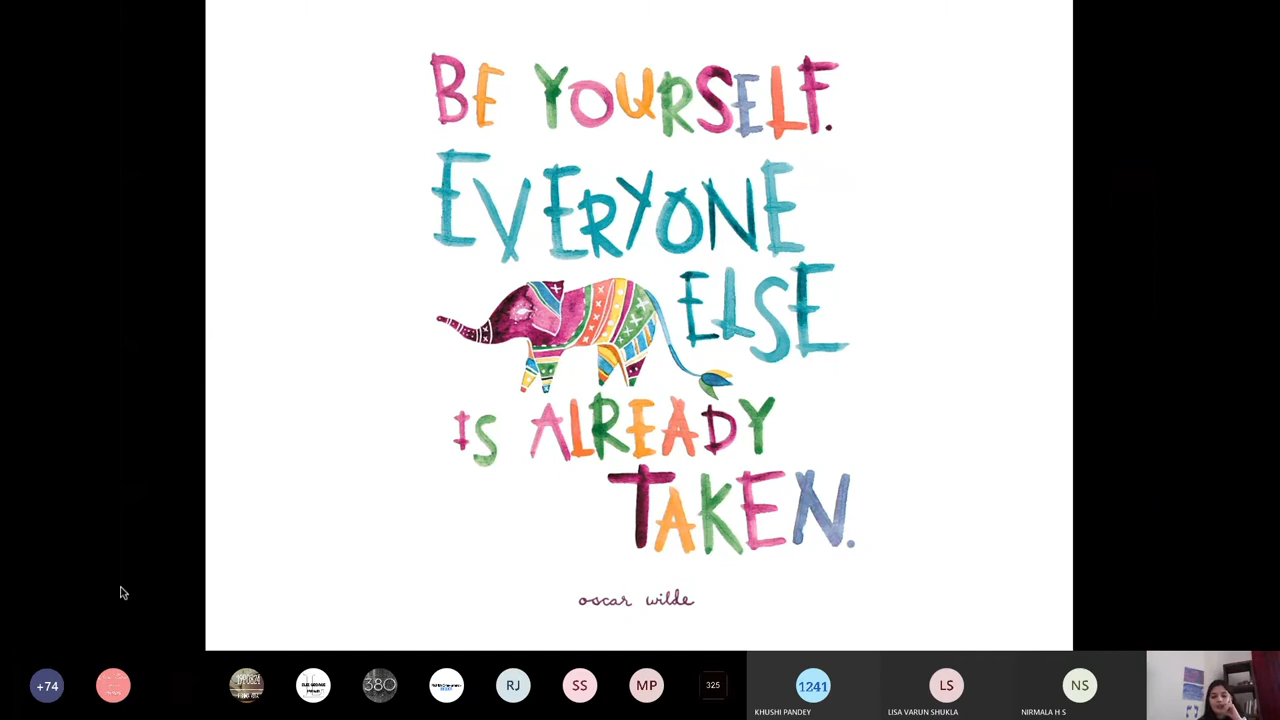 BE YOURSELF.
EVERYONE
ELSE
IS ALREADY
TAKEN.
oscar wilde
+74
380
RJ
SS
MP
325
1241
LS
NS
KHUSHI PANDEY
LISA VARUN SHUKLA
NIRMALA H S